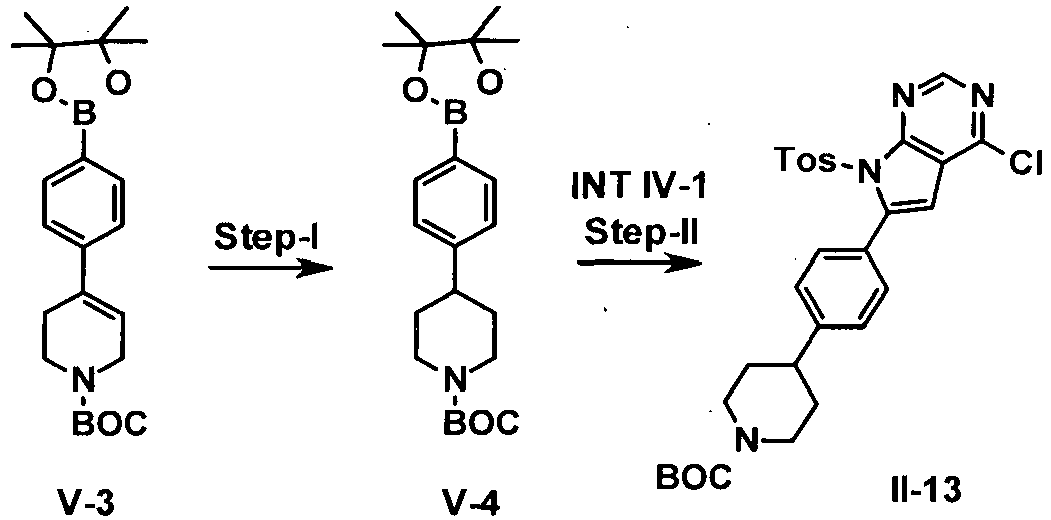 O O
B
N
BOC
V-3
Step-I
O O
B
N
BOC
V-4
INT IV-1
Step-II
N N
Tos N Cl
N
BOC
II-13